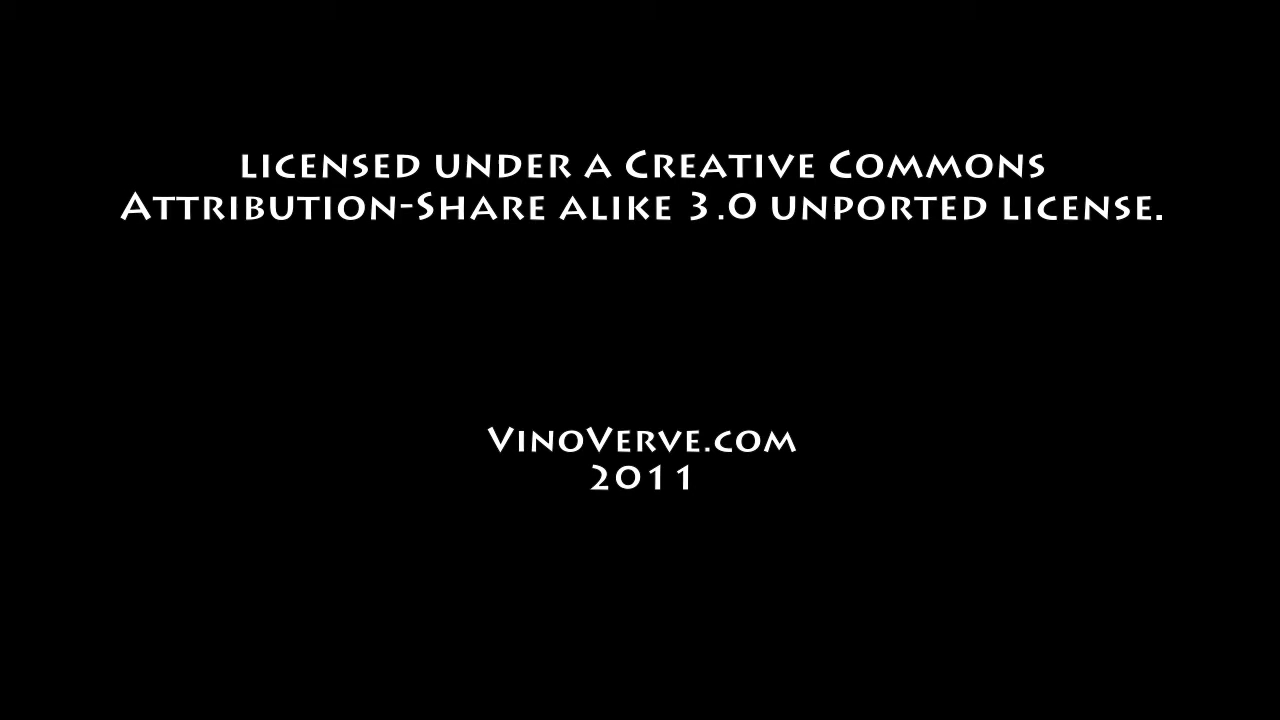 licensed under a Creative Commons
Attribution-Share alike 3.0 unported license.
VinoVerve.com
2011